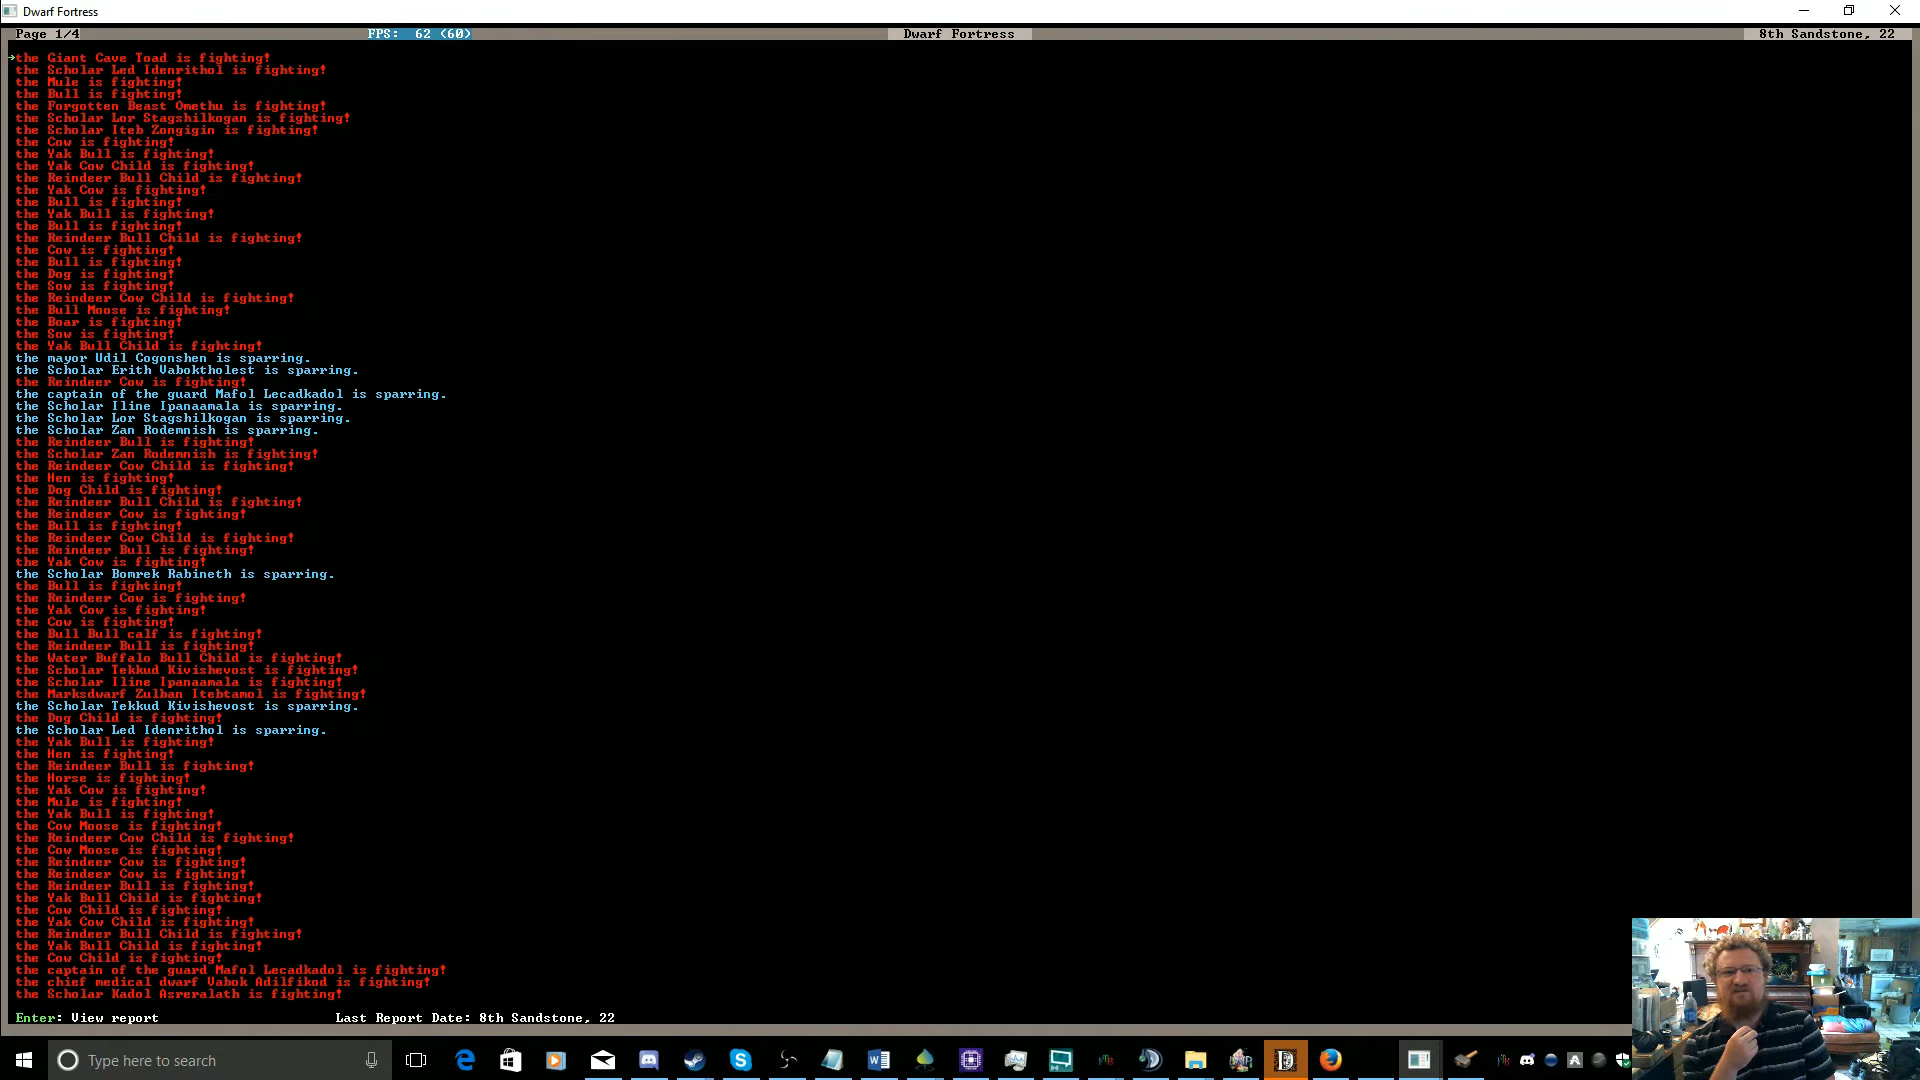 Dwarf Fortress
Page 1/4 FPS: 62 (60) Dwarf Fortress 8th Sandstone, 22
the Giant Cave Toad is fighting!
the Scholar Led Idenrithol is fighting!
the Mule is fighting!
the Bull is fighting!
the Forgotten Beast Omethu is fighting!
the Scholar Lor Stagshilkogan is fighting!
the Scholar Iteb Zongigin is fighting!
the Cow is fighting!
the Yak Bull is fighting!
the Yak Cow Child is fighting!
the Reindeer Bull Child is fighting!
the Yak Cow is fighting!
the Bull is fighting!
the Yak Bull is fighting!
the Bull is fighting!
the Reindeer Bull Child is fighting!
the Cow is fighting!
the Bull is fighting!
the Dog is fighting!
the Sow is fighting!
the Reindeer Cow Child is fighting!
the Bull Moose is fighting!
the Boar is fighting!
the Sow is fighting!
the Yak Bull Child is fighting!
the mayor Udil Cogonshen is sparring.
the Scholar Erith Vaboktholest is sparring.
the Reindeer Cow is fighting!
the captain of the guard Mafol Lecadkadol is sparring.
the Scholar Iline Ipanaamala is sparring.
the Scholar Lor Stagshilkogan is sparring.
the Scholar Zan Rodemnish is sparring.
the Reindeer Bull is fighting!
the Scholar Zan Rodemnish is fighting!
the Reindeer Cow Child is fighting!
the Hen is fighting!
the Dog Child is fighting!
the Reindeer Bull Child is fighting!
the Reindeer Cow is fighting!
the Bull is fighting!
the Reindeer Cow Child is fighting!
the Reindeer Bull is fighting!
the Yak Cow is fighting!
the Scholar Bomrek Rabineth is sparring.
the Bull is fighting!
the Reindeer Cow is fighting!
the Yak Cow is fighting!
the Cow is fighting!
the Bull Bull calf is fighting!
the Reindeer Bull is fighting!
the Water Buffalo Bull Child is fighting!
the Scholar Tekkud Kivishevost is fighting!
the Scholar Iline Ipanaamala is fighting!
the Marksdwarf Zulban Itebtamol is fighting!
the Scholar Tekkud Kivishevost is sparring.
the Dog Child is fighting!
the Scholar Led Idenrithol is sparring.
the Yak Bull is fighting!
the Hen is fighting!
the Reindeer Bull is fighting!
the Horse is fighting!
the Yak Cow is fighting!
the Mule is fighting!
the Yak Bull is fighting!
the Cow Moose is fighting!
the Reindeer Cow Child is fighting!
the Cow Moose is fighting!
the Reindeer Cow is fighting!
the Reindeer Cow is fighting!
the Reindeer Bull is fighting!
the Yak Bull Child is fighting!
the Cow Child is fighting!
the Yak Cow Child is fighting!
the Reindeer Bull Child is fighting!
the Yak Bull Child is fighting!
the Cow Child is fighting!
the captain of the guard Mafol Lecadkadol is fighting!
the chief medical dwarf Vabok Adilfikod is fighting!
the Scholar Kadol Asreralath is fighting!
Enter: View report Last Report Date: 8th Sandstone, 22
Type here to search